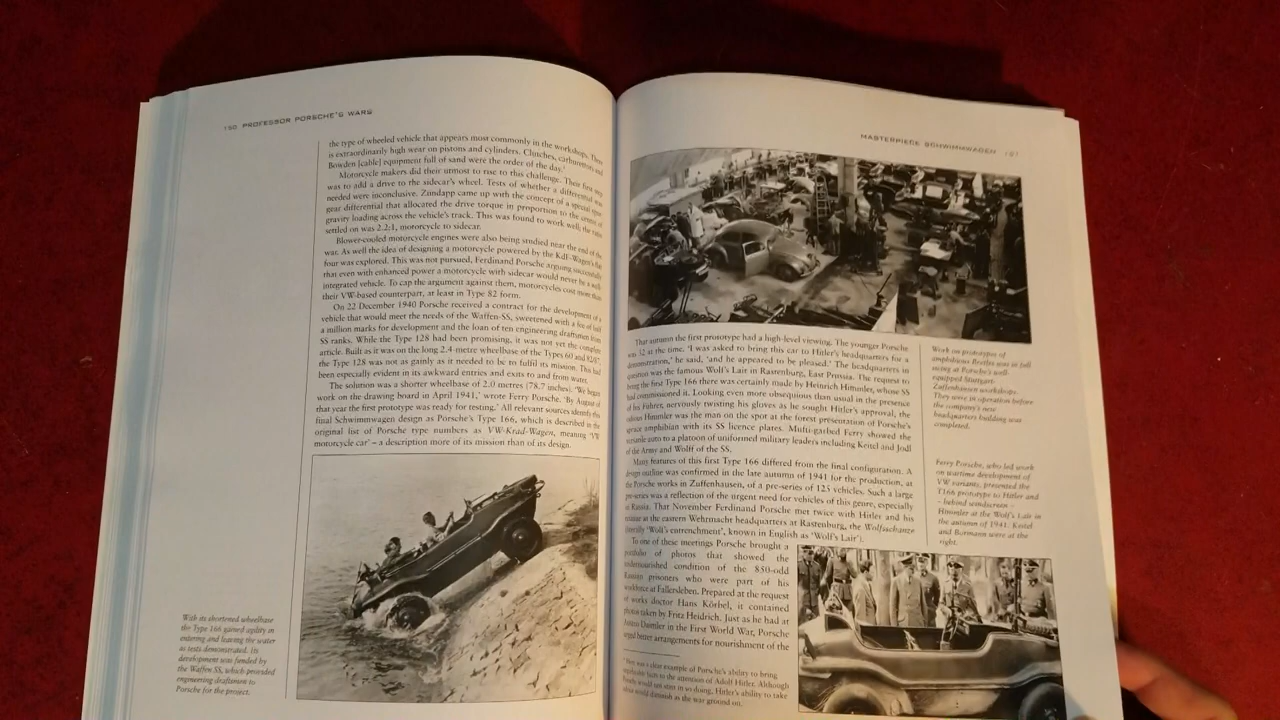 150 PROFESSOR PORSCHE'S WARS
the type of wheeled vehicle that appears most commonly in the workshops. There
is extraordinarily high wear on pistons and cylinders. Clutches, carburettors and
Bowden [cable] equipment full of sand were the order of the day.'
Motorcycle makers did their utmost to rise to this challenge. Their first step
was to add a drive to the sidecar's wheel. Tests of whether a differential was
needed were inconclusive. Zündapp came up with the concept of a special spur
gear differential that allocated the drive torque in proportion to the centre of
gravity loading across the vehicle's track. This was found to work well; the ratio
settled on was 2.2:1, motorcycle to sidecar.
Blower-cooled motorcycle engines were also being studied near the end of the
war. As well the idea of designing a motorcycle powered by the KdF-Wagen's flat
four was explored. This was not pursued, Ferdinand Porsche arguing successfully
that even with enhanced power a motorcycle with sidecar would never be a well-
integrated vehicle. To cap the argument against them, motorcycles cost more than
their VW-based counterpart, at least in Type 82 form.
On 22 December 1940 Porsche received a contract for the development of a
vehicle that would meet the needs of the Waffen-SS, sweetened with a fee of half
a million marks for development and the loan of ten engineering draftsmen from
SS ranks. While the Type 128 had been promising, it was not yet the complete
article. Built as it was on the long 2.4-metre wheelbase of the Types 60 and 82/87,
the Type 128 was not as gainly as it needed to be to fulfil its mission. This had
been especially evident in its awkward entries and exits to and from water.
The solution was a shorter wheelbase of 2.0 metres (78.7 inches). 'We began
work on the drawing board in April 1941,' wrote Ferry Porsche. 'By August of
that year the first prototype was ready for testing.' All relevant sources identify this
final Schwimmwagen design as Porsche's Type 166, which is described in the
original list of Porsche type numbers as VW-Krad-Wagen, meaning 'VW
motorcycle car' – a description more of its mission than of its design.
With its shortened wheelbase
the Type 166 gained agility in
entering and leaving the water
as tests demonstrated. Its
development was funded by
the Waffen SS, which provided
engineering draftsmen to
Porsche for the project.
MASTERPIECE SCHWIMMWAGEN 151
That autumn the first prototype had a high-level viewing. The younger Porsche
was 32 at the time. 'I was asked to bring this car to Hitler's headquarters for a
demonstration,' he said, 'and he appeared to be pleased.' The headquarters in
question was the famous Wolf's Lair in Rastenburg, East Prussia. The request to
bring the first Type 166 there was certainly made by Heinrich Himmler, whose SS
had commissioned it. Looking even more obsequious than usual in the presence
of his Führer, nervously twisting his gloves as he sought Hitler's approval, the
Himmler was the man on the spot at the forest presentation of Porsche's
amphibian with its SS licence plates. Mufti-garbed Ferry showed the
versatile auto to a platoon of uniformed military leaders including Keitel and Jodl
of the Army and Wolff of the SS.
Many features of this first Type 166 differed from the final configuration. A
design outline was confirmed in the late autumn of 1941 for the production, at
the Porsche works in Zuffenhausen, of a pre-series of 125 vehicles. Such a large
pre-series was a reflection of the urgent need for vehicles of this genre, especially
in Russia. That November Ferdinand Porsche met twice with Hitler and his
at the eastern Wehrmacht headquarters at Rastenburg, the Wolfsschanze
(literally 'Wolf's entrenchment', known in English as 'Wolf's Lair').
To one of these meetings Porsche brought a
portfolio of photos that showed the
undernourished condition of the 850-odd
Russian prisoners who were part of his
workforce at Fallersleben. Prepared at the request
of works doctor Hans Körbel, it contained
photos taken by Fritz Heidrich. Just as he had at
Austro Daimler in the First World War, Porsche
urged better arrangements for nourishment of the
was a clear example of Porsche's ability to bring
to the attention of Adolf Hitler. Although
in so doing, Hitler's ability to take
would diminish as the war ground on.
Work on prototypes of
amphibious Beetles was in full
swing at Porsche's well-
equipped Stuttgart-
Zuffenhausen workshops.
They were in operation before
the company's new
headquarters building was
completed.
Ferry Porsche, who led work
on wartime development of
VW variants, presented the
T166 prototype to Hitler and
– behind windscreen –
Himmler at the Wolf's Lair in
the autumn of 1941. Keitel
and Bormann were at the
right.